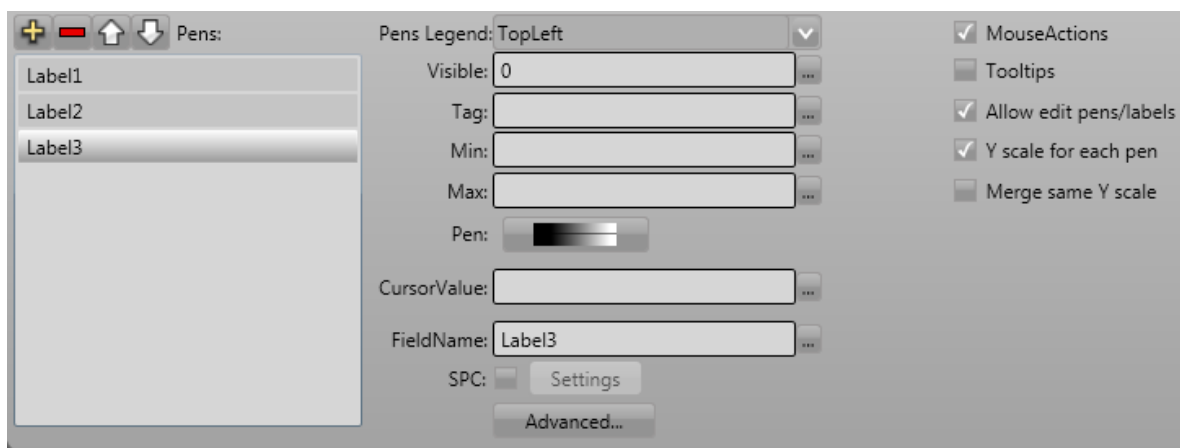 Pens:
Label1
Label2
Label3
Pens Legend: TopLeft
Visible: 0 ...
Tag: ...
Min: ...
Max: ...
Pen:
CursorValue: ...
FieldName: Label3 ...
SPC: Settings
Advanced...
MouseActions
Tooltips
Allow edit pens/labels
Y scale for each pen
Merge same Y scale